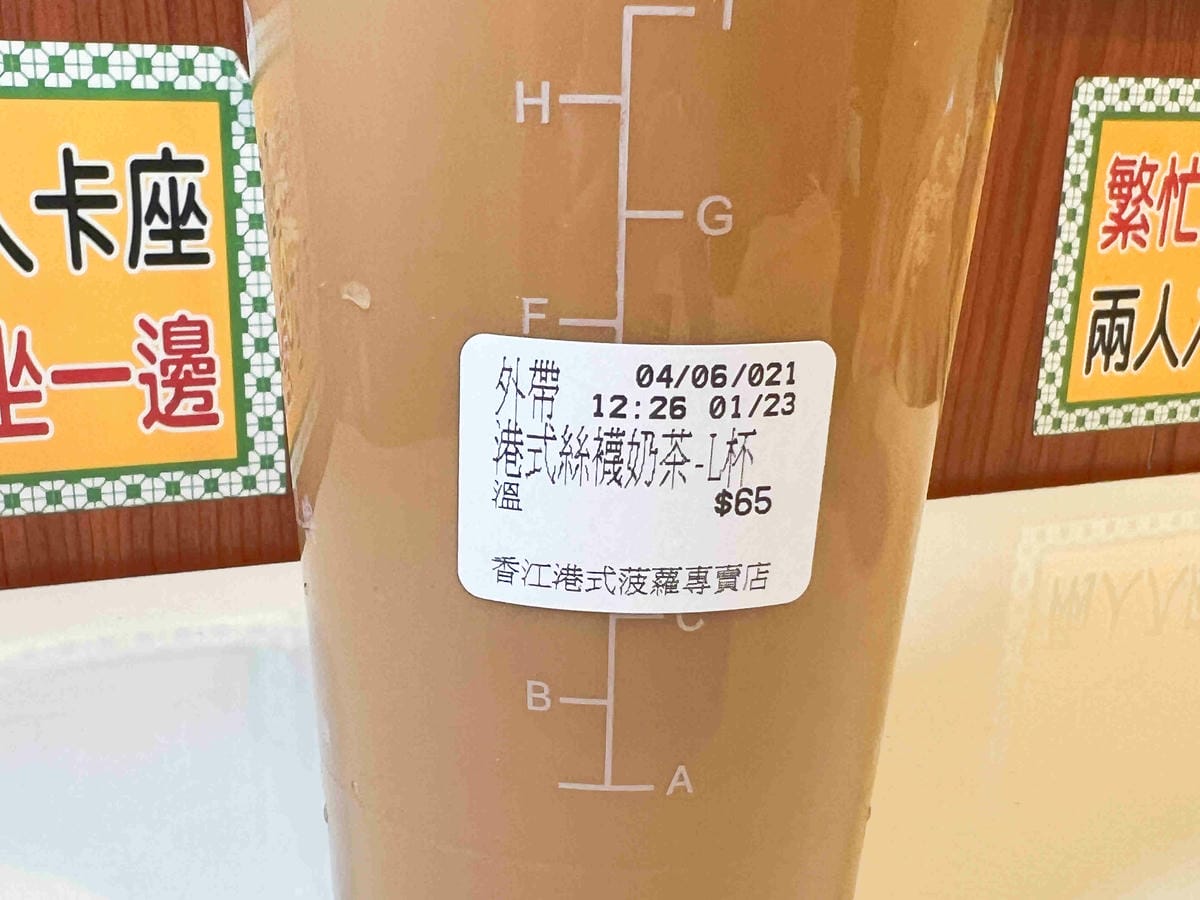 卡座
坐一邊
H
G
F
外帶 04/06/021
12:26 01/23
港式絲襪奶茶-L杯
溫 $65
香江港式菠蘿專賣店
C
B
A
繁忙
兩人